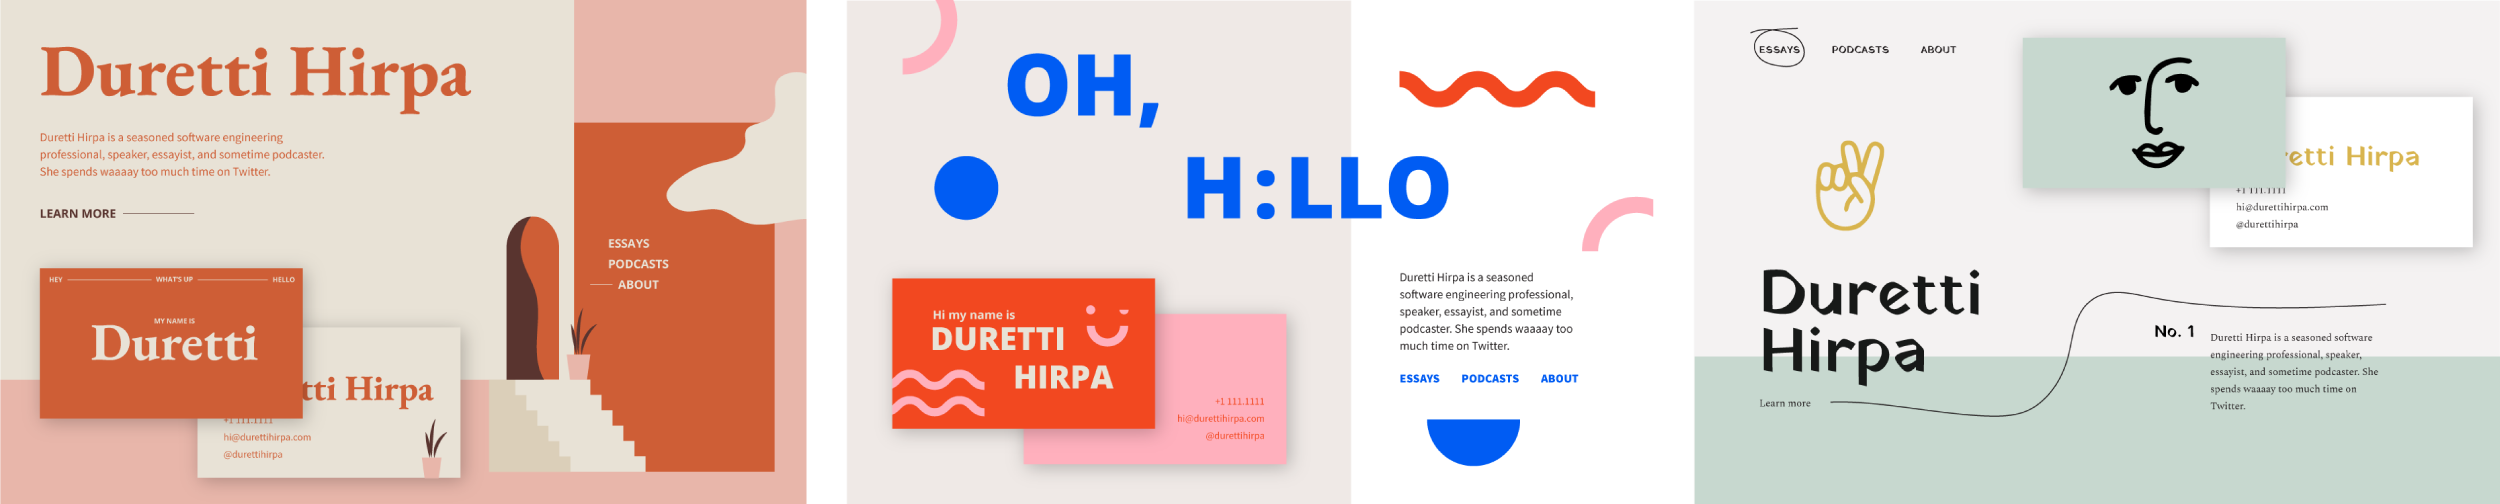 Duretti Hirpa
Duretti Hirpa is a seasoned software engineering
professional, speaker, essayist, and sometime podcaster.
She spends waaaay too much time on Twitter.
LEARN MORE
ESSAYS
PODCASTS
ABOUT
HEY
WHAT'S UP
HELLO
MY NAME IS
Duretti
tti Hirpa
+1 111.1111
hi@durettihirpa.com
@durettihirpa
OH,
H:LLO
Hi my name is
DURETTI
HIRPA
+1 111.1111
hi@durettihirpa.com
@durettihirpa
Duretti Hirpa is a seasoned
software engineering professional,
speaker, essayist, and sometime
podcaster. She spends waaaay too
much time on Twitter.
ESSAYS PODCASTS ABOUT
ESSAYS PODCASTS ABOUT
retti Hirpa
+1 111.1111
hi@durettihirpa.com
@durettihirpa
Duretti
Hirpa
Learn more
No. 1
Duretti Hirpa is a seasoned software
engineering professional, speaker,
essayist, and sometime podcaster. She
spends waaaay too much time on
Twitter.